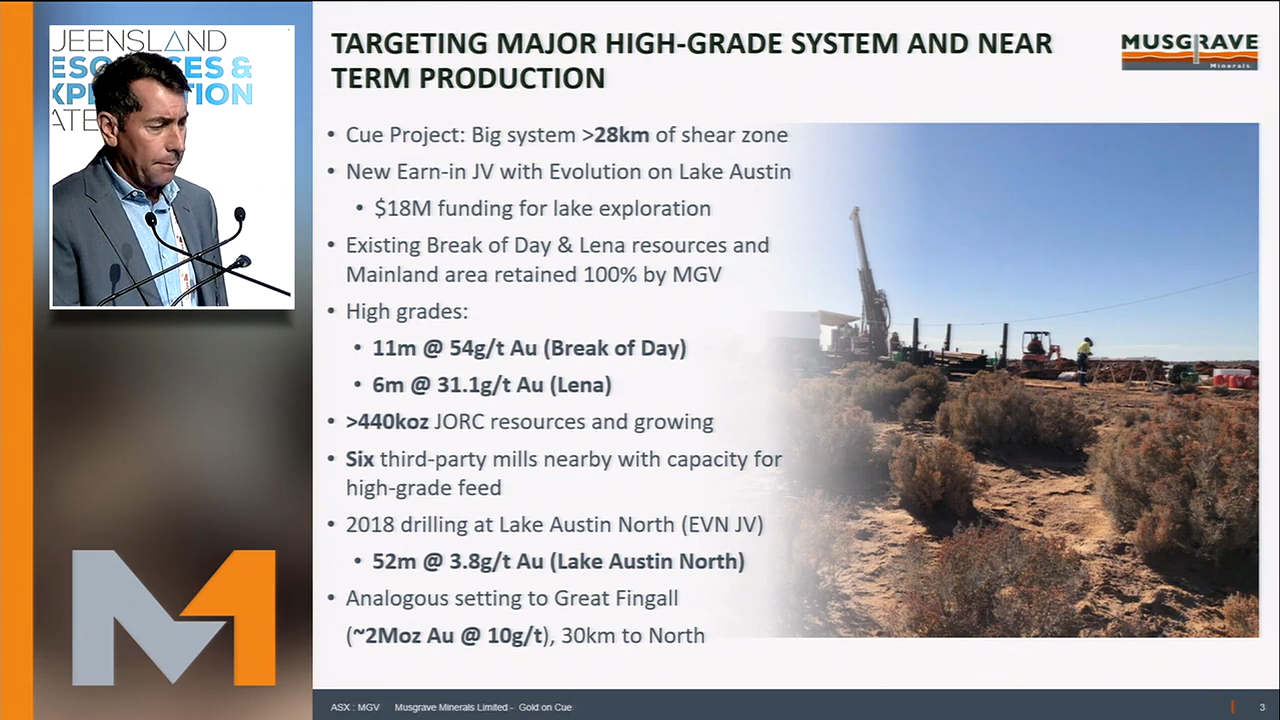 JEENSLAND
ESOURCES &
XPLORATION
ATE
M1
TARGETING MAJOR HIGH-GRADE SYSTEM AND NEAR
TERM PRODUCTION
MUSGRAVE
Minerals
• Cue Project: Big system >28km of shear zone
• New Earn-in JV with Evolution on Lake Austin
• $18M funding for lake exploration
• Existing Break of Day & Lena resources and
Mainland area retained 100% by MGV
• High grades:
• 11m @ 54g/t Au (Break of Day)
• 6m @ 31.1g/t Au (Lena)
• >440koz JORC resources and growing
• Six third-party mills nearby with capacity for
high-grade feed
• 2018 drilling at Lake Austin North (EVN JV)
• 52m @ 3.8g/t Au (Lake Austin North)
• Analogous setting to Great Fingall
(~2Moz Au @ 10g/t), 30km to North
ASX : MGV Musgrave Minerals Limited - Gold on Cue
3